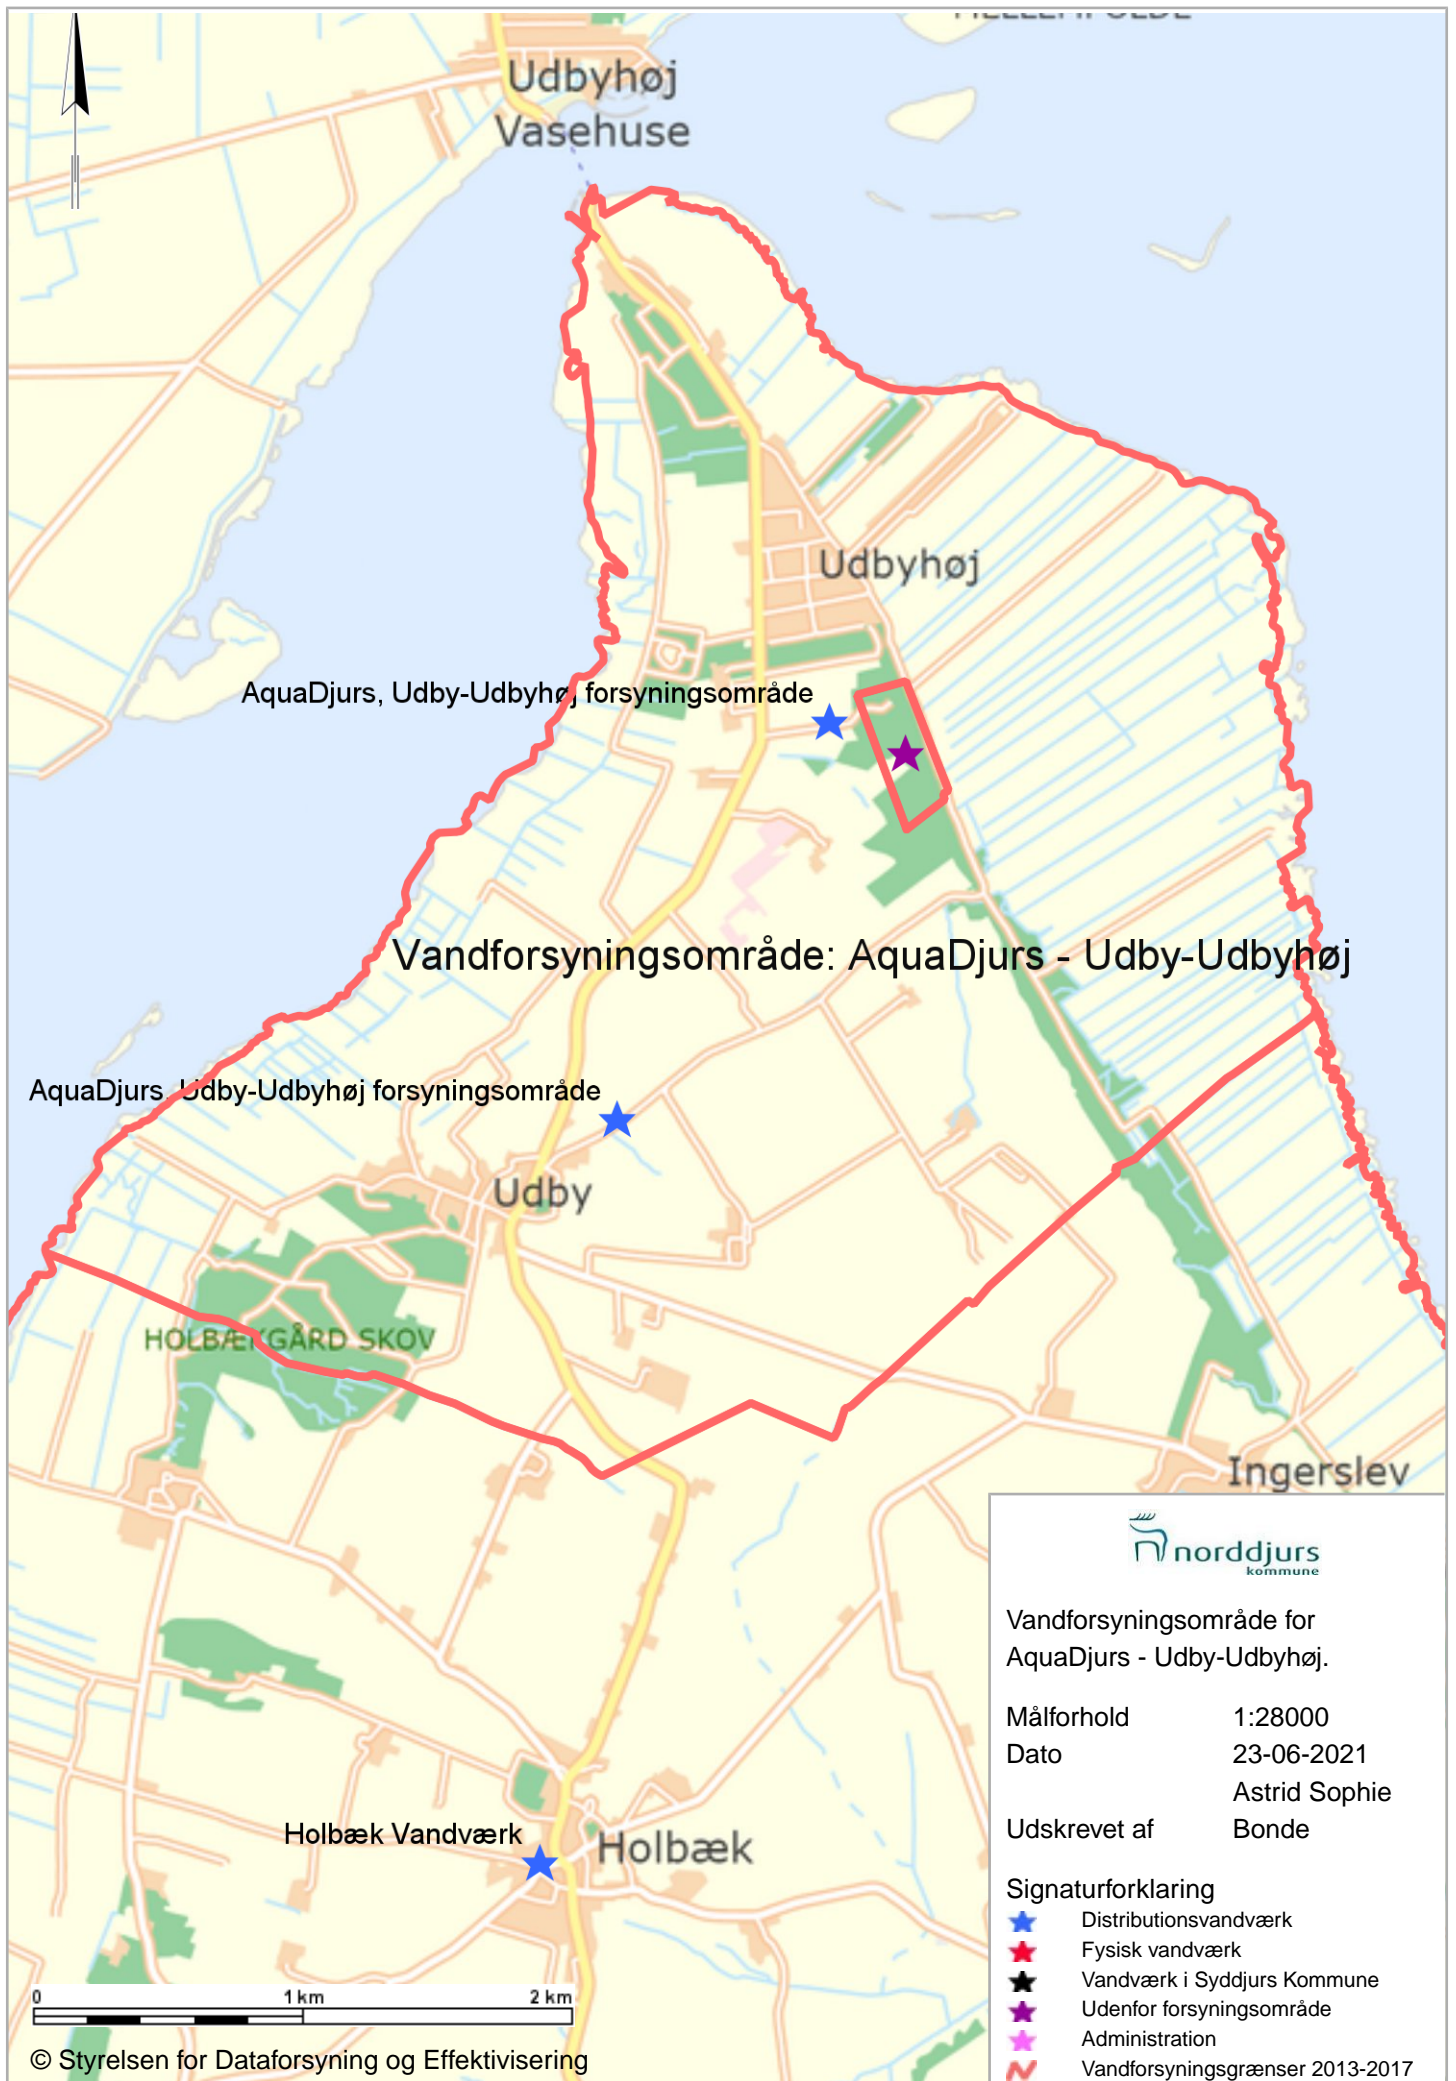 Udbyhøj
Vasehuse
Udbyhøj
AquaDjurs, Udby-Udbyhøj forsyningsområde
Vandforsyningsområde: AquaDjurs - Udby-Udbyhøj
AquaDjurs, Udby-Udbyhøj forsyningsområde
Udby
HOLBÆKGÅRD SKOV
Ingerslev
norddjurs
kommune
Vandforsyningsområde for
AquaDjurs - Udby-Udbyhøj.
Målforhold 1:28000
Dato 23-06-2021
Astrid Sophie
Udskrevet af Bonde
Holbæk Vandværk
Holbæk
Signaturforklaring
Distributionsvandværk
Fysisk vandværk
Vandværk i Syddjurs Kommune
Udenfor forsyningsområde
Administration
Vandforsyningsgrænser 2013-2017
0 1 km 2 km
© Styrelsen for Dataforsyning og Effektivisering